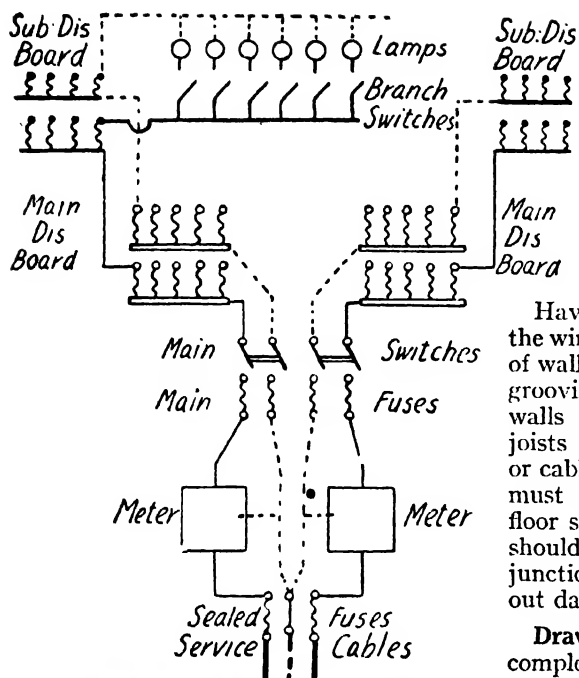 Sub:Dis Board
Lamps
Branch Switches
Sub:Dis Board
Main Dis Board
Main Dis Board
Main Switches
Main Fuses
Meter
Meter
Sealed Fuses
Service Cables
Hav
the win
of wall
groovi
walls
joists
or cab
must
floor s
should
junctio
out da
Draw
comple